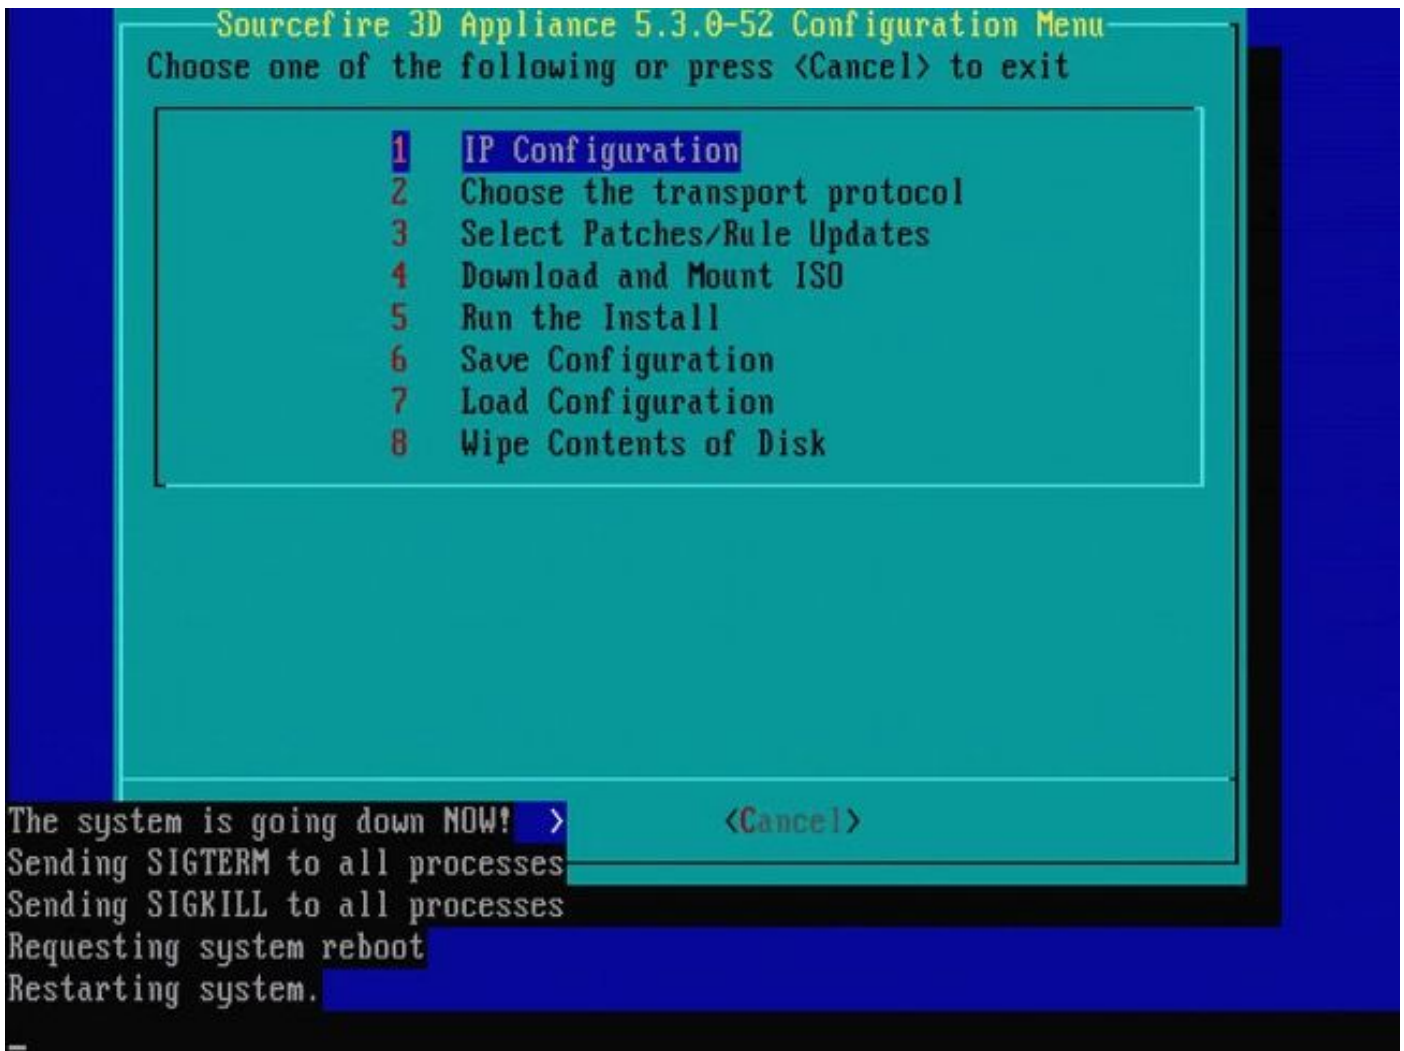 Sourcefire 3D Appliance 5.3.0-52 Configuration Menu
Choose one of the following or press <Cancel> to exit
1 IP Configuration
2 Choose the transport protocol
3 Select Patches/Rule Updates
4 Download and Mount ISO
5 Run the Install
6 Save Configuration
7 Load Configuration
8 Wipe Contents of Disk
The system is going down NOW! > <Cancel>
Sending SIGTERM to all processes
Sending SIGKILL to all processes
Requesting system reboot
Restarting system.